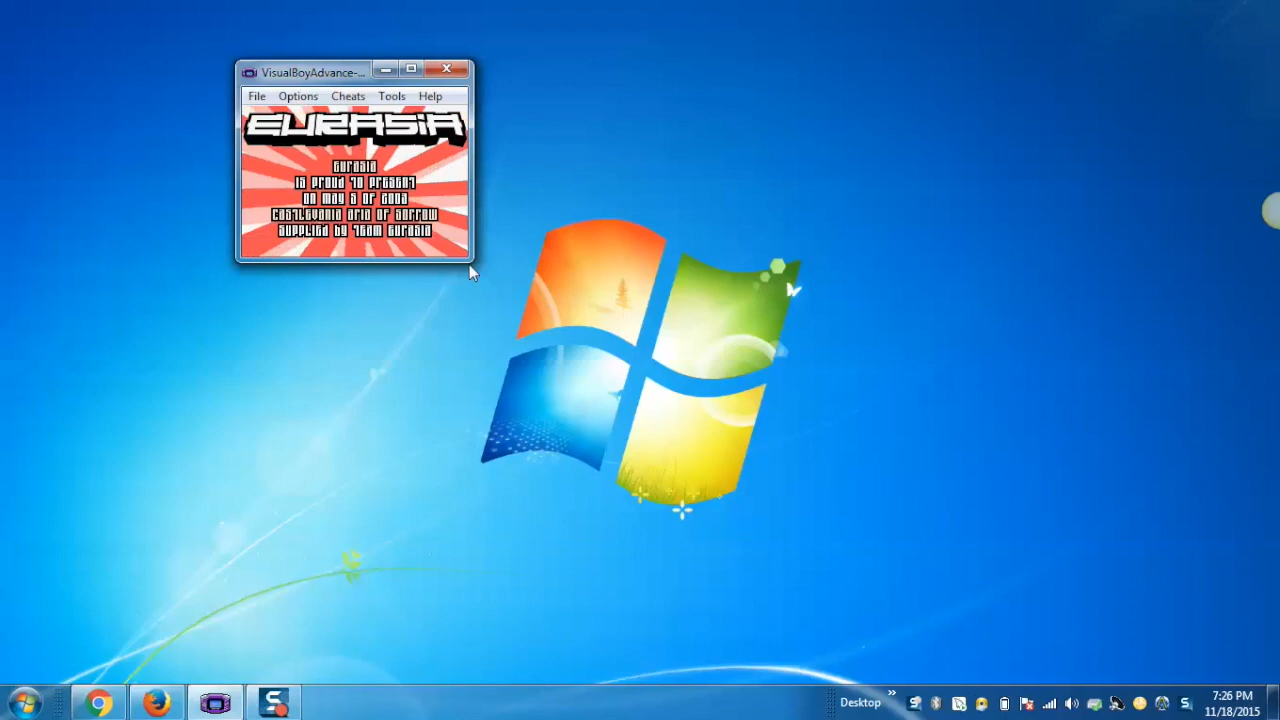 VisualBoyAdvance-...
File Options Cheats Tools Help
EURASiA
EURASIA
IS PROUD TO PRESENT
ON MAY 5 OF 2003
CASTLEVANIA ARIA OF SORROW
SUPPLIED BY TEAM EURASIA
Desktop
7:26 PM
11/18/2015